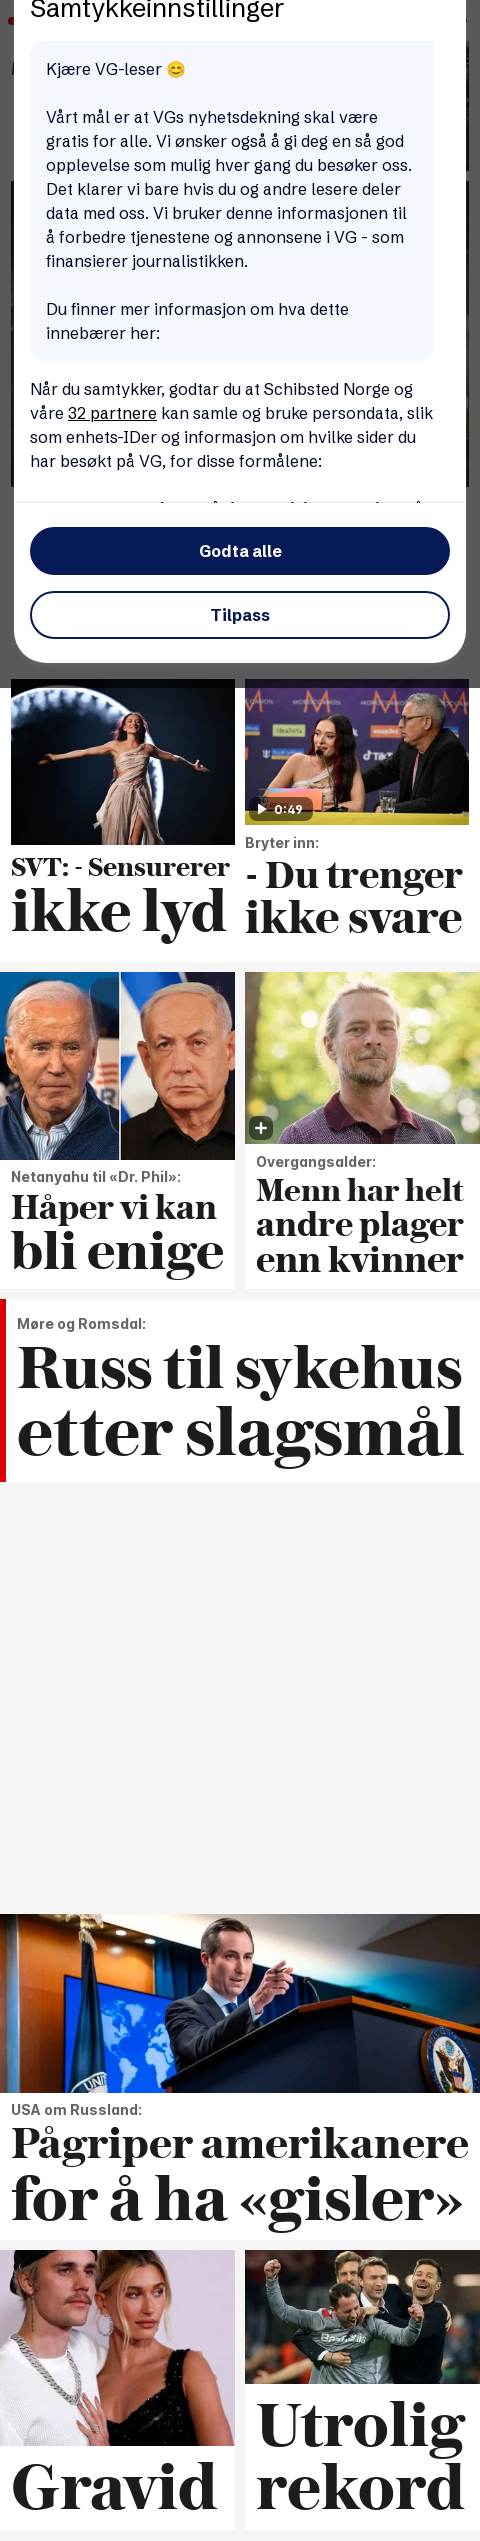 Samtykkeinnstillinger
Kjære VG-leser 😊
Vårt mål er at VGs nyhetsdekning skal være
gratis for alle. Vi ønsker også å gi deg en så god
opplevelse som mulig hver gang du besøker oss.
Det klarer vi bare hvis du og andre lesere deler
data med oss. Vi bruker denne informasjonen til
å forbedre tjenestene og annonsene i VG - som
finansierer journalistikken.
Du finner mer informasjon om hva dette
innebærer her:
Når du samtykker, godtar du at Schibsted Norge og
våre 32 partnere kan samle og bruke persondata, slik
som enhets-IDer og informasjon om hvilke sider du
har besøkt på VG, for disse formålene:
Godta alle
Tilpass
0:49
SVT: - Sensurerer
ikke lyd
Bryter inn:
- Du trenger
ikke svare
Netanyahu til «Dr. Phil»:
Håper vi kan
bli enige
Overgangsalder:
Menn har helt
andre plager
enn kvinner
Møre og Romsdal:
Russ til sykehus
etter slagsmål
USA om Russland:
Pågriper amerikanere
for å ha «gisler»
Gravid
Utrolig
rekord